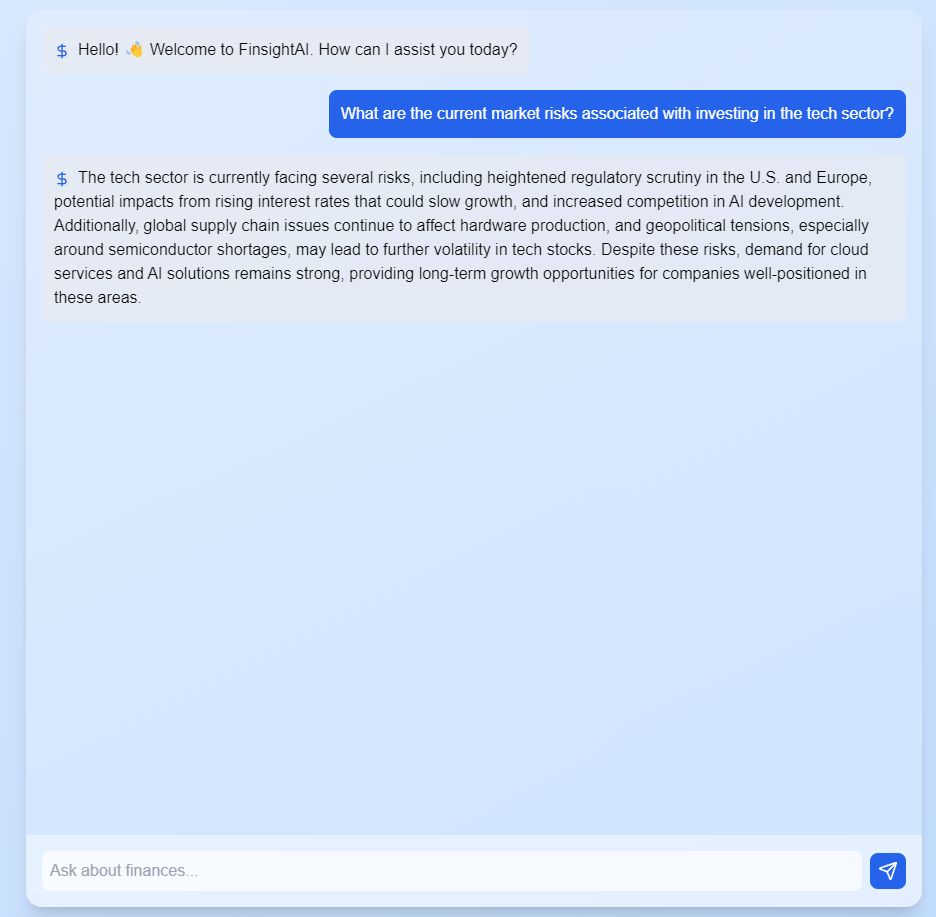 $ Hello! 👋 Welcome to FinsightAI. How can I assist you today?
What are the current market risks associated with investing in the tech sector?
$ The tech sector is currently facing several risks, including heightened regulatory scrutiny in the U.S. and Europe,
potential impacts from rising interest rates that could slow growth, and increased competition in AI development.
Additionally, global supply chain issues continue to affect hardware production, and geopolitical tensions, especially
around semiconductor shortages, may lead to further volatility in tech stocks. Despite these risks, demand for cloud
services and AI solutions remains strong, providing long-term growth opportunities for companies well-positioned in
these areas.
Ask about finances...